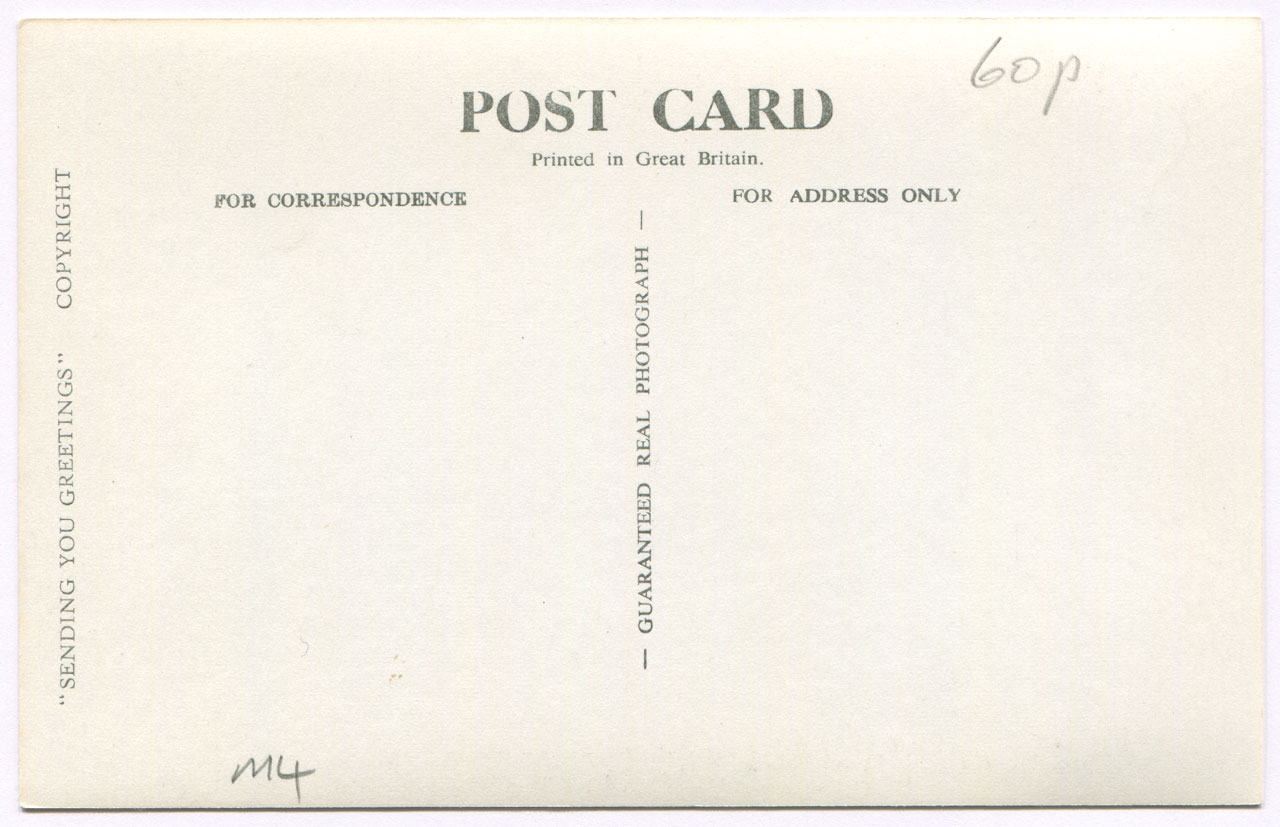 60p
POST CARD
Printed in Great Britain.
FOR CORRESPONDENCE
FOR ADDRESS ONLY
"SENDING YOU GREETINGS" COPYRIGHT
— GUARANTEED REAL PHOTOGRAPH —
M4